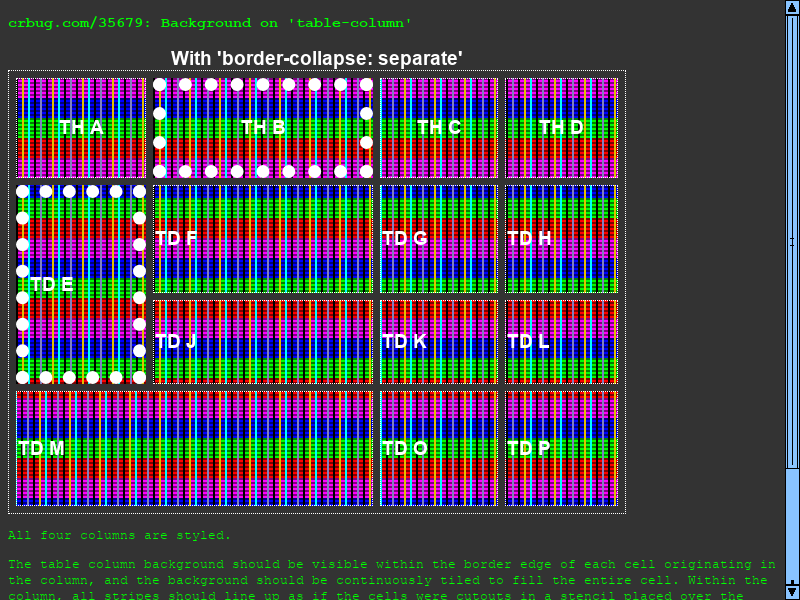 crbug.com/35679: Background on 'table-column'
With 'border-collapse: separate'
TH A TH B TH C TH D
TD E TD F TD G TD H
TD J TD K TD L
TD M TD O TD P
All four columns are styled.
The table column background should be visible within the border edge of each cell originating in
the column, and the background should be continuously tiled to fill the entire cell. Within the
column, all stripes should line up as if the cells were cutouts in a stencil placed over the